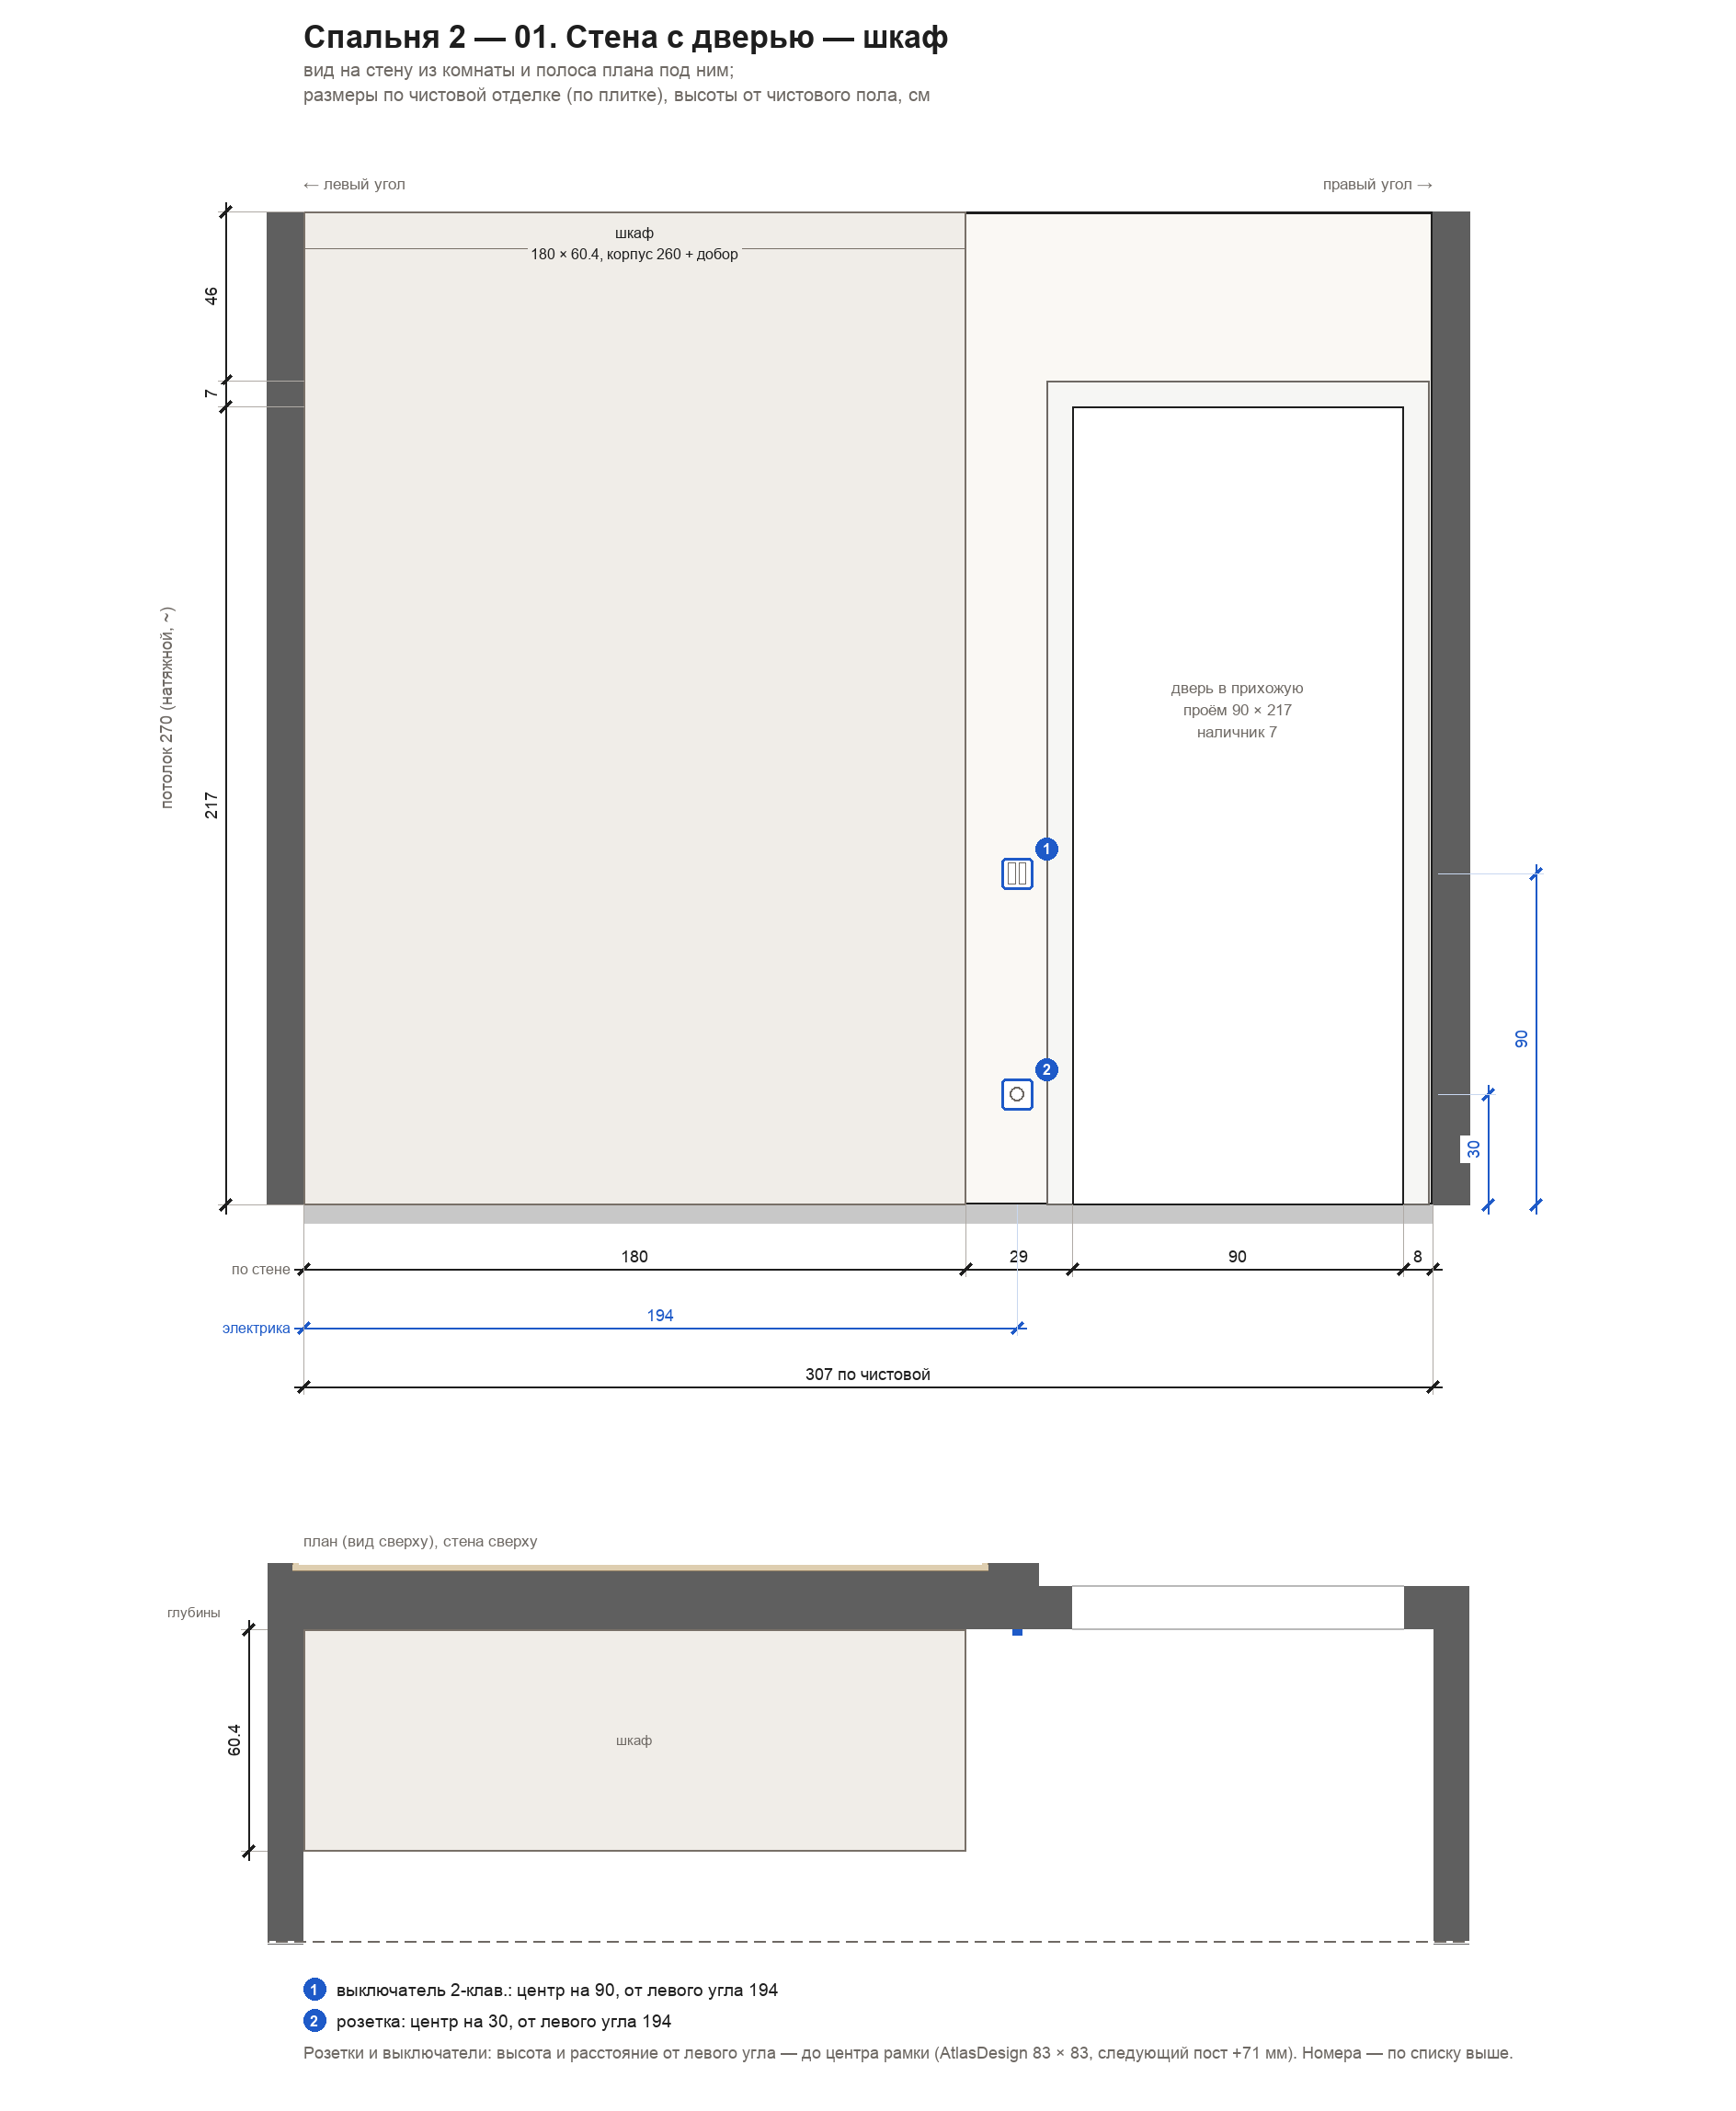 Спальня 2 — 01. Стена с дверью — шкаф
вид на стену из комнаты и полоса плана под ним;
размеры по чистовой отделке (по плитке), высоты от чистового пола, см
← левый угол
правый угол →
шкаф
180 × 60.4, корпус 260 + добор
46
7
217
потолок 270 (натяжной, ~)
дверь в прихожую
проём 90 × 217
наличник 7
1
2
90
30
по стене
180
29
90
8
электрика
194
307 по чистовой
план (вид сверху), стена сверху
глубины
60.4
шкаф
1 выключатель 2-клав.: центр на 90, от левого угла 194
2 розетка: центр на 30, от левого угла 194
Розетки и выключатели: высота и расстояние от левого угла — до центра рамки (AtlasDesign 83 × 83, следующий пост +71 мм). Номера — по списку выше.